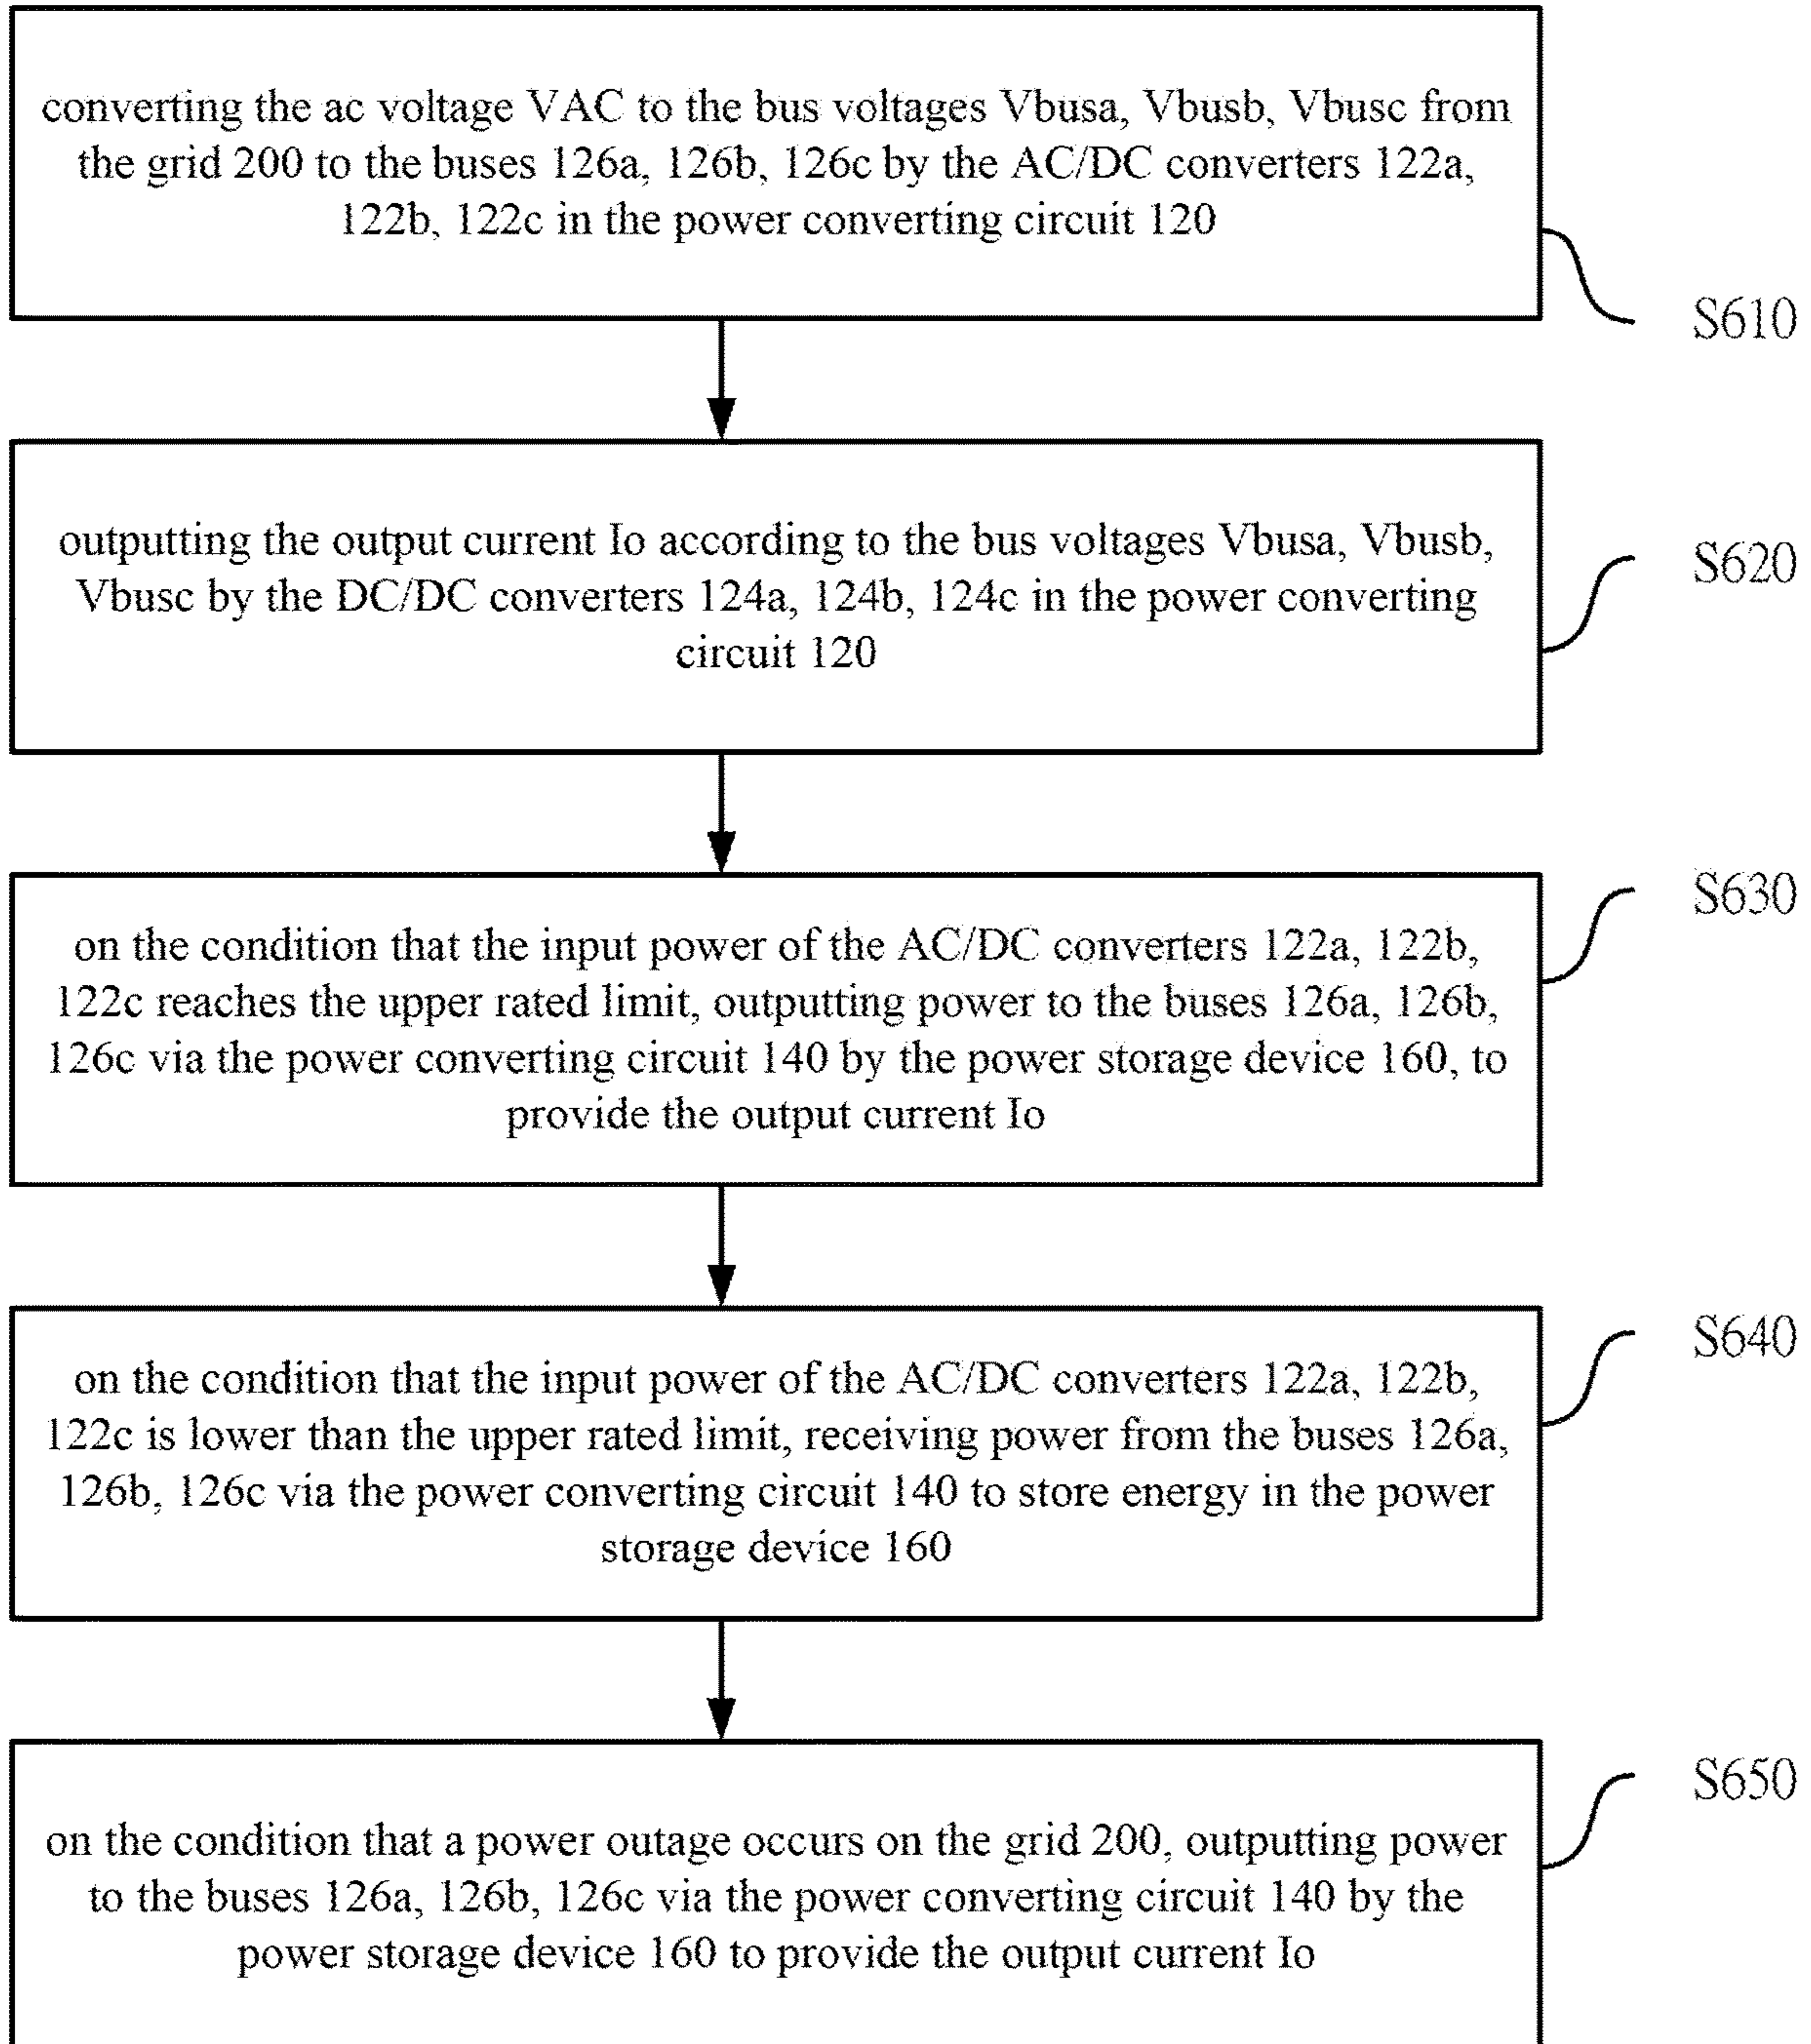 converting the ac voltage VAC to the bus voltages Vbusa, Vbusb, Vbusc from
the grid 200 to the buses 126a, 126b, 126c by the AC/DC converters 122a,
122b, 122c in the power converting circuit 120
S610
outputting the output current Io according to the bus voltages Vbusa, Vbusb,
Vbusc by the DC/DC converters 124a, 124b, 124c in the power converting
circuit 120
S620
on the condition that the input power of the AC/DC converters 122a, 122b,
122c reaches the upper rated limit, outputting power to the buses 126a, 126b,
126c via the power converting circuit 140 by the power storage device 160, to
provide the output current Io
S630
on the condition that the input power of the AC/DC converters 122a, 122b,
122c is lower than the upper rated limit, receiving power from the buses 126a,
126b, 126c via the power converting circuit 140 to store energy in the power
storage device 160
S640
on the condition that a power outage occurs on the grid 200, outputting power
to the buses 126a, 126b, 126c via the power converting circuit 140 by the
power storage device 160 to provide the output current Io
S650